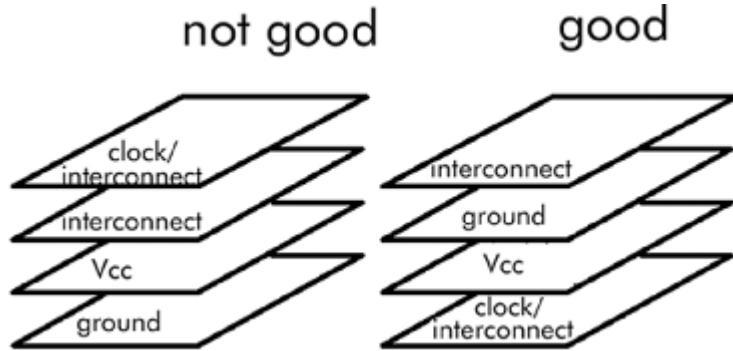 not good
clock/
interconnect
interconnect
Vcc
ground
good
interconnect
ground
Vcc
clock/
interconnect